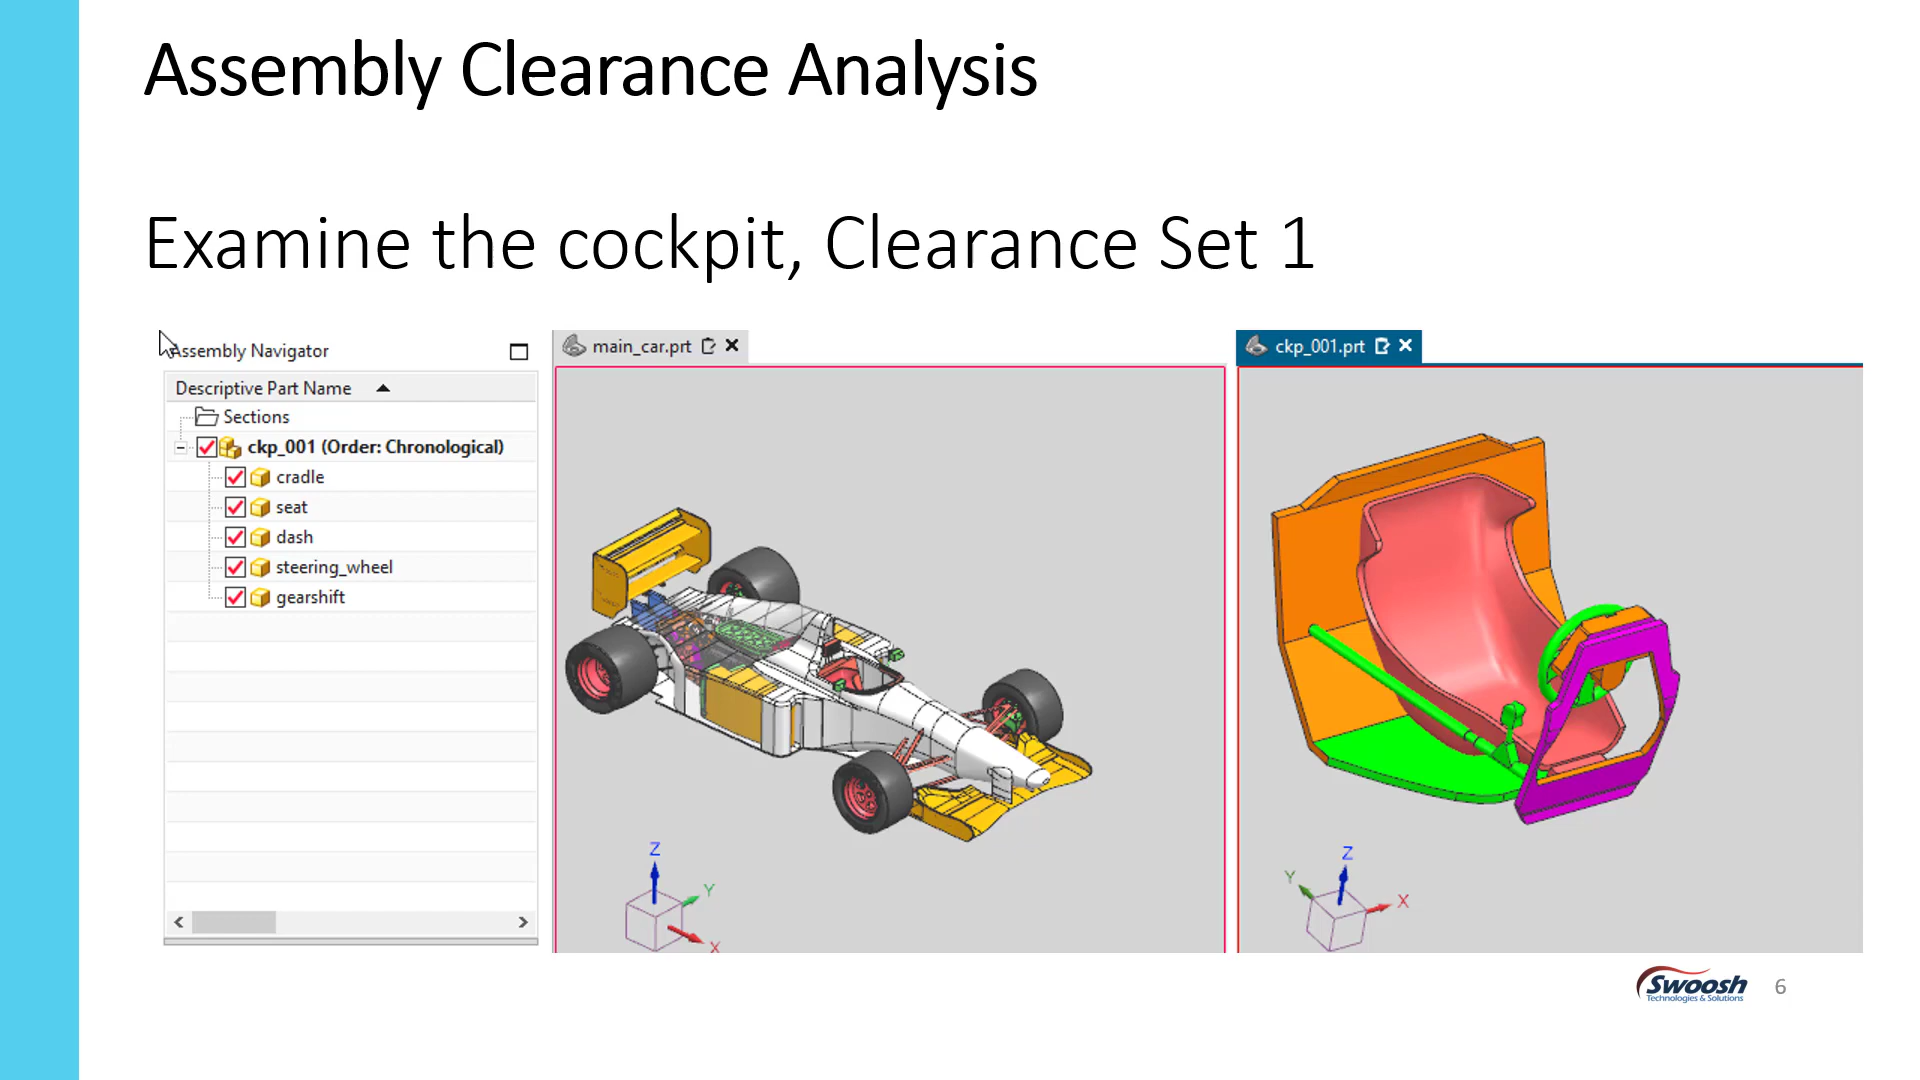 Assembly Clearance Analysis
Examine the cockpit, Clearance Set 1
Assembly Navigator
Descriptive Part Name
Sections
ckp_001 (Order: Chronological)
cradle
seat
dash
steering_wheel
gearshift
main_car.prt
Z
Y
X
ckp_001.prt
Z
Y
X
Swoosh
Technologies & Solutions
6